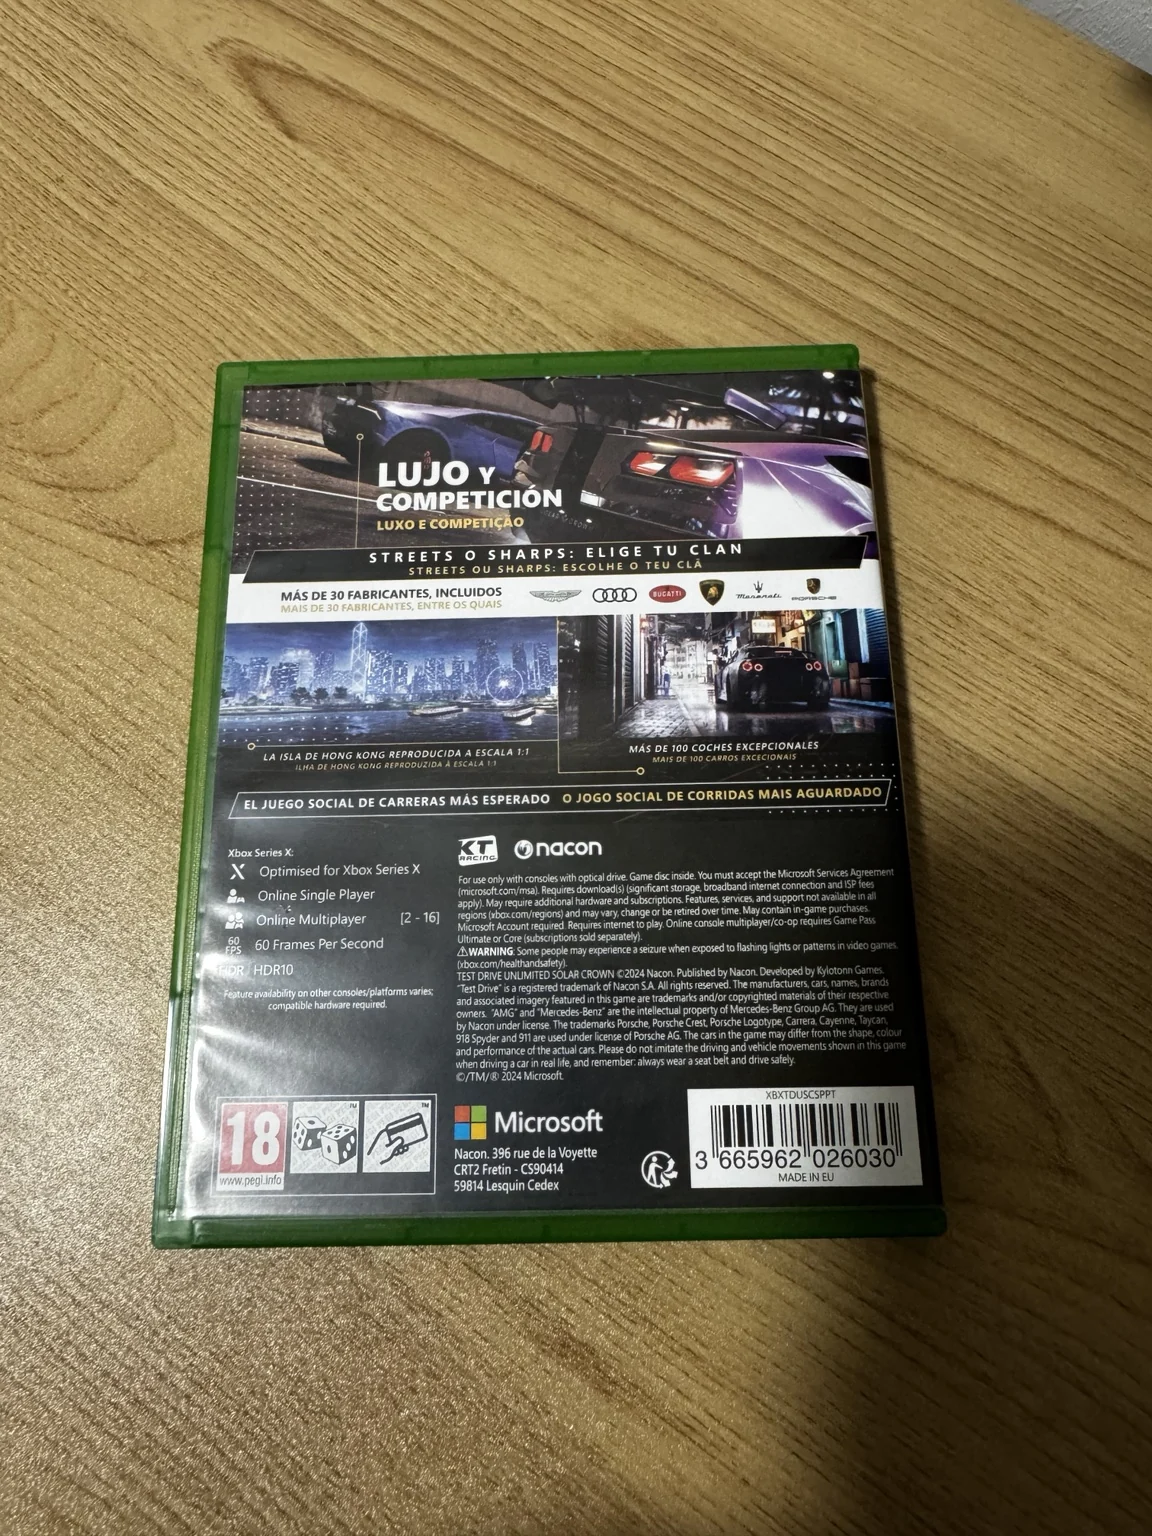 LUJO Y
COMPETICIÓN
LUXO E COMPETIÇÃO
STREETS O SHARPS: ELIGE TU CLAN
STREETS OU SHARPS: ESCOLHE O TEU CLÃ
MÁS DE 30 FABRICANTES, INCLUIDOS
MAIS DE 30 FABRICANTES, ENTRE OS QUAIS
BUGATTI
Maserati
PORSCHE
LA ISLA DE HONG KONG REPRODUCIDA A ESCALA 1:1
ILHA DE HONG KONG REPRODUZIDA À ESCALA 1:1
MÁS DE 100 COCHES EXCEPCIONALES
MAIS DE 100 CARROS EXCECIONAIS
EL JUEGO SOCIAL DE CARRERAS MÁS ESPERADO O JOGO SOCIAL DE CORRIDAS MAIS AGUARDADO
Xbox Series X:
Optimised for Xbox Series X
Online Single Player
Online Multiplayer [2 - 16]
60 FPS 60 Frames Per Second
HDR HDR10
Feature availability on other consoles/platforms varies;
compatible hardware required.
KT RACING nacon
For use only with consoles with optical drive. Game disc inside. You must accept the Microsoft Services Agreement
(microsoft.com/msa). Requires download(s) (significant storage, broadband internet connection and ISP fees
apply). May require additional hardware and subscriptions. Features, services, and support not available in all
regions (xbox.com/regions) and may vary, change or be retired over time. May contain in-game purchases.
Microsoft Account required. Requires internet to play. Online console multiplayer/co-op requires Game Pass
Ultimate or Core (subscriptions sold separately).
⚠WARNING: Some people may experience a seizure when exposed to flashing lights or patterns in video games.
(xbox.com/healthandsafety).
TEST DRIVE UNLIMITED SOLAR CROWN ©2024 Nacon. Published by Nacon. Developed by Kylotonn Games.
"Test Drive" is a registered trademark of Nacon S.A. All rights reserved. The manufacturers, cars, names, brands
and associated imagery featured in this game are trademarks and/or copyrighted materials of their respective
owners. "AMG" and "Mercedes-Benz" are the intellectual property of Mercedes-Benz Group AG. They are used
by Nacon under license. The trademarks Porsche, Porsche Crest, Porsche Logotype, Carrera, Cayenne, Taycan,
918 Spyder and 911 are used under license of Porsche AG. The cars in the game may differ from the shape, colour
and performance of the actual cars. Please do not imitate the driving and vehicle movements shown in this game
when driving a car in real life, and remember: always wear a seat belt and drive safely.
©/TM/® 2024 Microsoft.
18
www.pegi.info
TM
TM
Microsoft
Nacon. 396 rue de la Voyette
CRT2 Fretin - CS90414
59814 Lesquin Cedex
XBXTDUSCSPPT
3 665962 026030
MADE IN EU